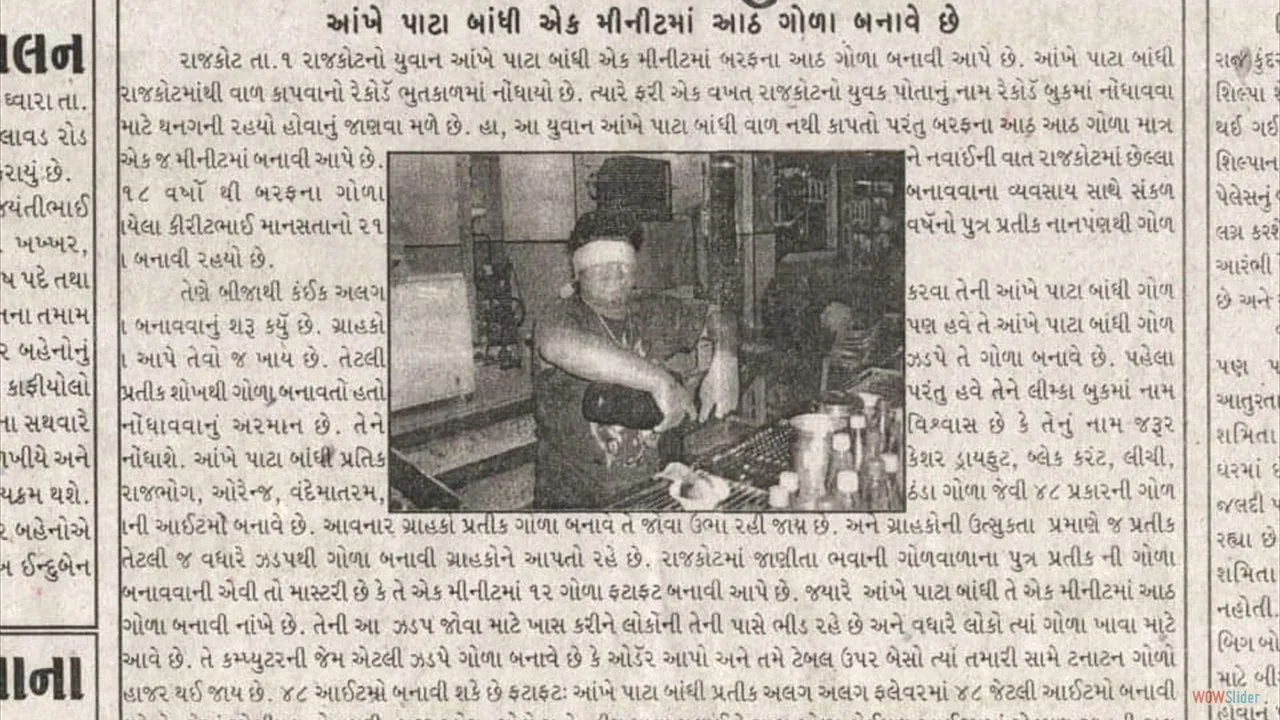 આંખે પાટા બાંધી એક મીનીટમાં આઠ ગોળા બનાવે છે
રાજકોટ તા.૧ રાજકોટનો યુવાન આંખે પાટા બાંધી એક મીનીટમાં બરફના આઠ ગોળા બનાવી આપે છે. આંખે પાટા બાંધી
રાજકોટમાંથી વાળ કાપવાનો રેકોર્ડ ભુતકાળમાં નોંધાયો છે. ત્યારે ફરી એક વખત રાજકોટનો યુવક પોતાનું નામ રેકોર્ડ બુકમાં નોંધાવવા
માટે થનગની રહયો હોવાનું જાણવા મળે છે. હા, આ યુવાન આંખે પાટા બાંધી વાળ નથી કાપતો પરંતુ બરફના આઠ આઠ ગોળા માત્ર
એક જ મીનીટમાં બનાવી આપે છે. ને નવાઈની વાત રાજકોટમાં છેલ્લા
૧૮ વર્ષો થી બરફના ગોળા બનાવવાના વ્યવસાય સાથે સંકળ
ાયેલા કીરીટભાઈ માનસતાનો ૨૧ વર્ષનો પુત્ર પ્રતીક નાનપણથી ગોળ
ા બનાવી રહયો છે.
તેણે બીજાથી કંઈક અલગ કરવા તેની આંખે પાટા બાંધી ગોળ
ા બનાવવાનું શરૂ કર્યું છે. ગ્રાહકો પણ હવે તે આંખે પાટા બાંધી ગોળ
ા આપે તેવો જ ખાય છે. તેટલી ઝડપે તે ગોળા બનાવે છે. પહેલા
પ્રતીક શોખથી ગોળા બનાવતો હતો પરંતુ હવે તેને લીમ્કા બુકમાં નામ
નોંધાવવાનું અરમાન છે. તેને વિશ્વાસ છે કે તેનું નામ જરૂર
નોંધાશે. આંખે પાટા બાંધી પ્રતિક કેશર ડ્રાયફુટ, બ્લેક કરંટ, લીચી,
રાજભોગ, ઓરેન્જ, વંદેમાતરમ, ઠંડા ગોળા જેવી ૪૮ પ્રકારની ગોળ
ાની આઈટમો બનાવે છે. આવનાર ગ્રાહકો પ્રતીક ગોળા બનાવે તે જોવા ઉભા રહી જાય છે. અને ગ્રાહકોની ઉત્સુકતા પ્રમાણે જ પ્રતીક
તેટલી જ વધારે ઝડપથી ગોળા બનાવી ગ્રાહકોને આપતો રહે છે. રાજકોટમાં જાણીતા ભવાની ગોળવાળાના પુત્ર પ્રતીક ની ગોળા
બનાવવાની એવી તો માસ્ટરી છે કે તે એક મીનીટમાં ૧૨ ગોળા ફટાફટ બનાવી આપે છે. જયારે આંખે પાટા બાંધી તે એક મીનીટમાં આઠ
ગોળા બનાવી નાંખે છે. તેની આ ઝડપ જોવા માટે ખાસ કરીને લોકોની તેની પાસે ભીડ રહે છે અને વધારે લોકો ત્યાં ગોળા ખાવા માટે
આવે છે. તે કમ્પ્યુટરની જેમ એટલી ઝડપે ગોળા બનાવે છે કે ઓર્ડર આપો અને તમે ટેબલ ઉપર બેસો ત્યાં તમારી સામે ટનાટન ગોળો
હાજર થઈ જાય છે. ૪૮ આઈટમો બનાવી શકે છે ફટાફટ: આંખે પાટા બાંધી પ્રતીક અલગ અલગ ફલેવરમાં ૪૮ જેટલી આઈટમો બનાવી
લન
ધ્વારા તા.
લાવડ રોડ
રાયું છે.
જયંતીભાઈ
ખખ્ખર,
ષ પદે તથા
તના તમામ
ર બહેનોનું
કાફીયોલો
ના સથવારે
ળખીયે અને
યક્રમ થશે.
ર બહેનોએ
ઈન્દુબેન
ાના
રાજ કુંદર
શિલ્પા
થઈ ગઈ
શિલ્પાન
પેલેસનું
લગ્ન કરશે
આરંભી
છે અને
પણ
આતુરતા
શમિતા
ઘરમાં
જલદી
રહ્યા છે
શમિતા
નહોતી.
બિગ બો
માટે બી
હોવાન
WOWSlider